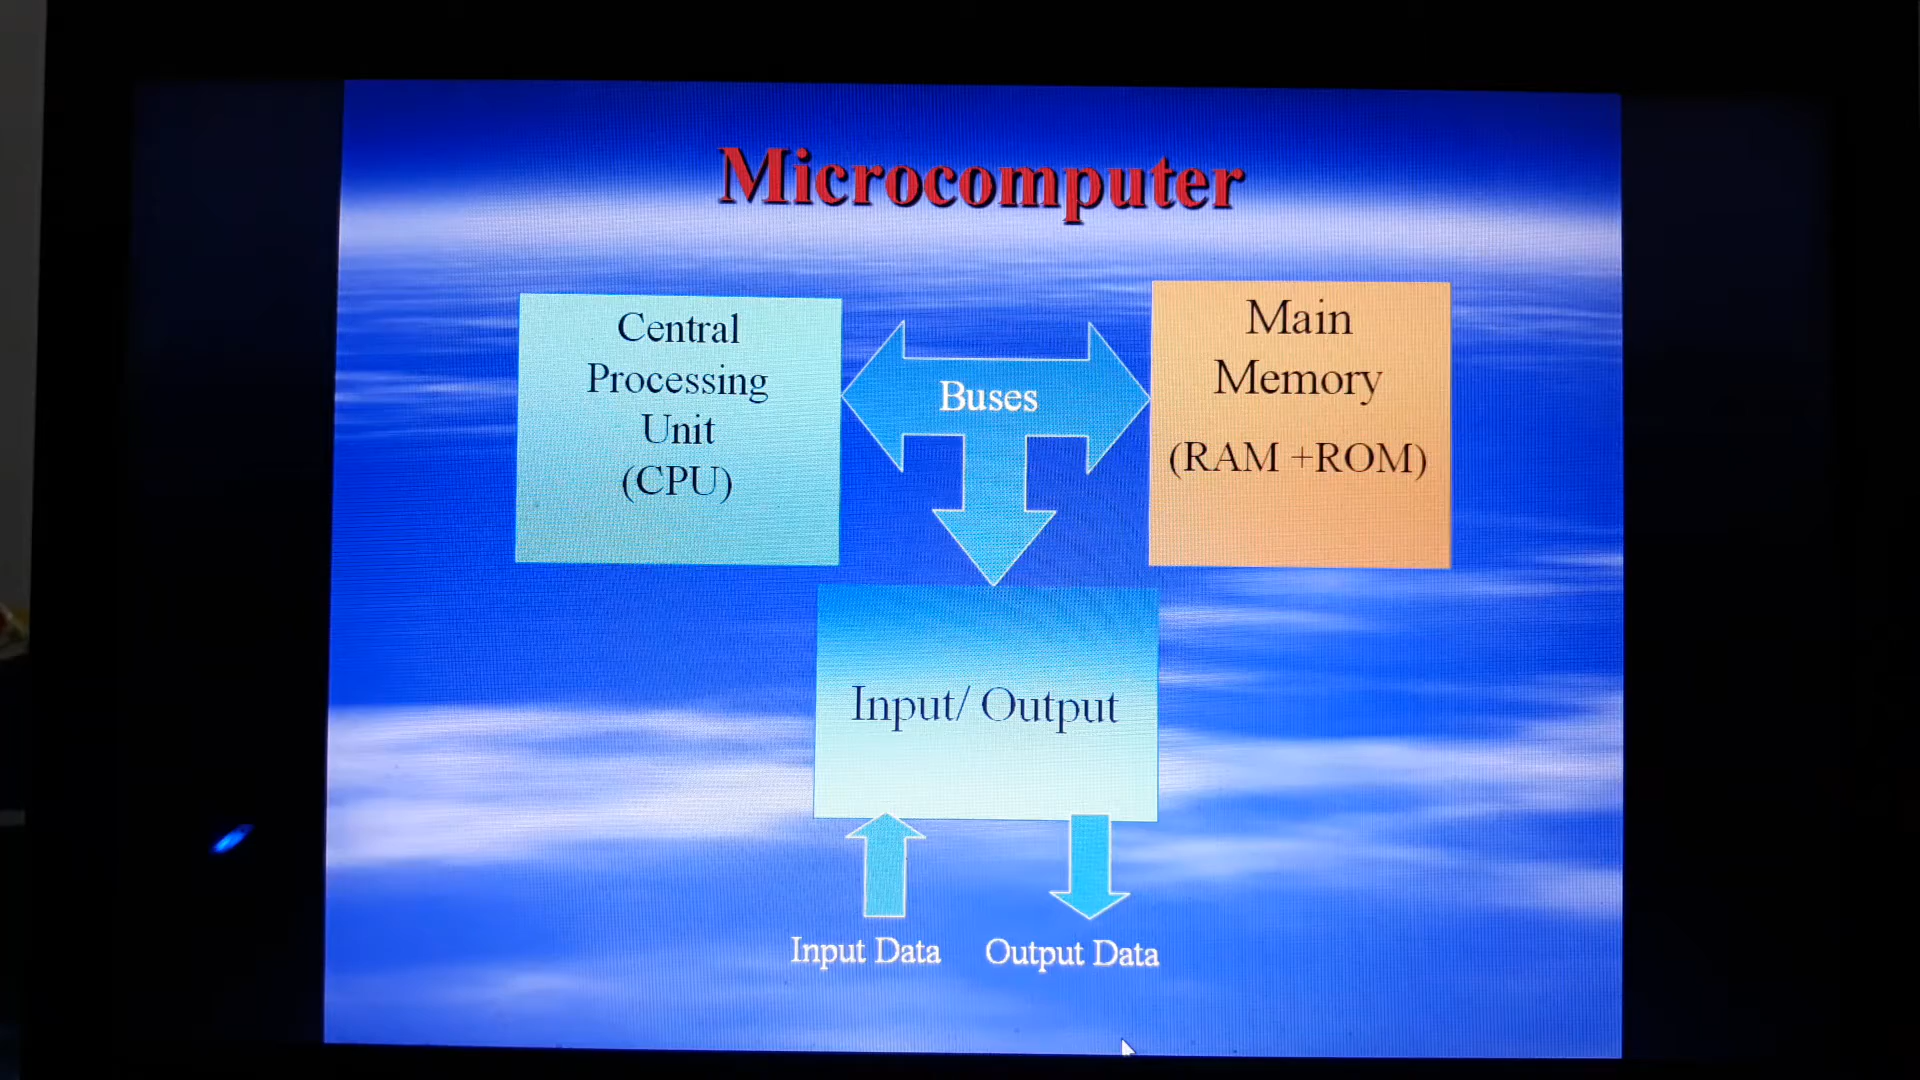 Microcomputer
Central
Processing
Unit
(CPU)
Buses
Main
Memory
(RAM +ROM)
Input/ Output
Input Data
Output Data